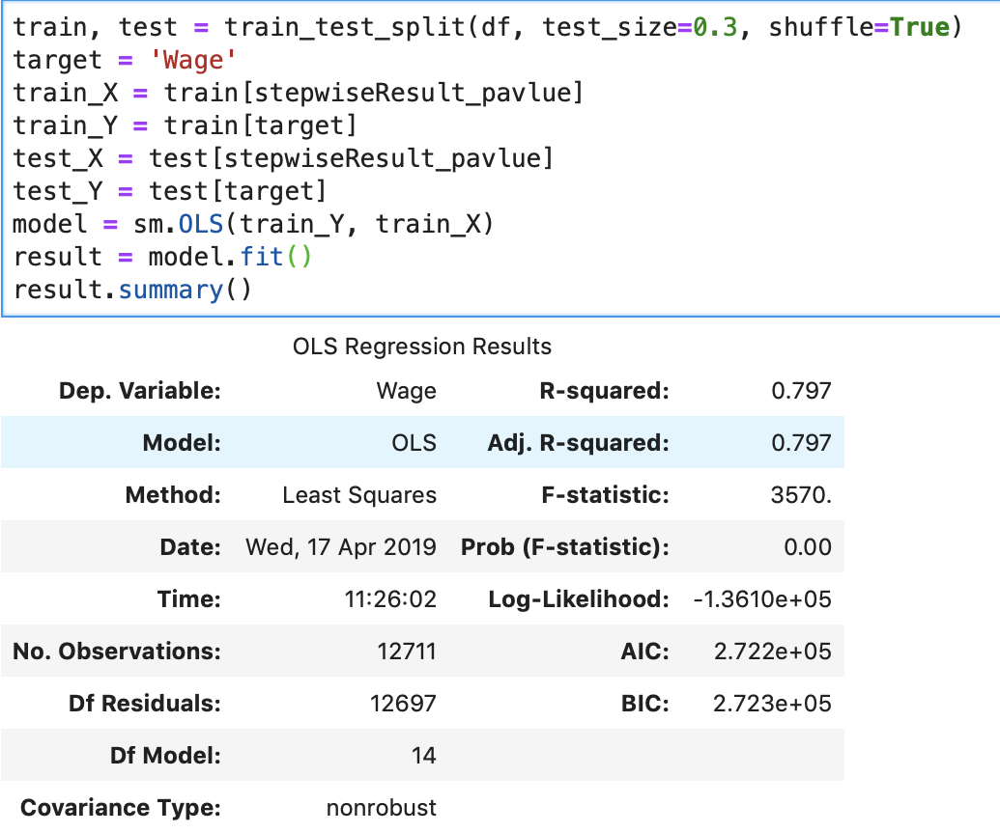 train, test = train_test_split(df, test_size=0.3, shuffle=True)
target = 'Wage'
train_X = train[stepwiseResult_pavlue]
train_Y = train[target]
test_X = test[stepwiseResult_pavlue]
test_Y = test[target]
model = sm.OLS(train_Y, train_X)
result = model.fit()
result.summary()
OLS Regression Results
Dep. Variable: Wage R-squared: 0.797
Model: OLS Adj. R-squared: 0.797
Method: Least Squares F-statistic: 3570.
Date: Wed, 17 Apr 2019 Prob (F-statistic): 0.00
Time: 11:26:02 Log-Likelihood: -1.3610e+05
No. Observations: 12711 AIC: 2.722e+05
Df Residuals: 12697 BIC: 2.723e+05
Df Model: 14
Covariance Type: nonrobust